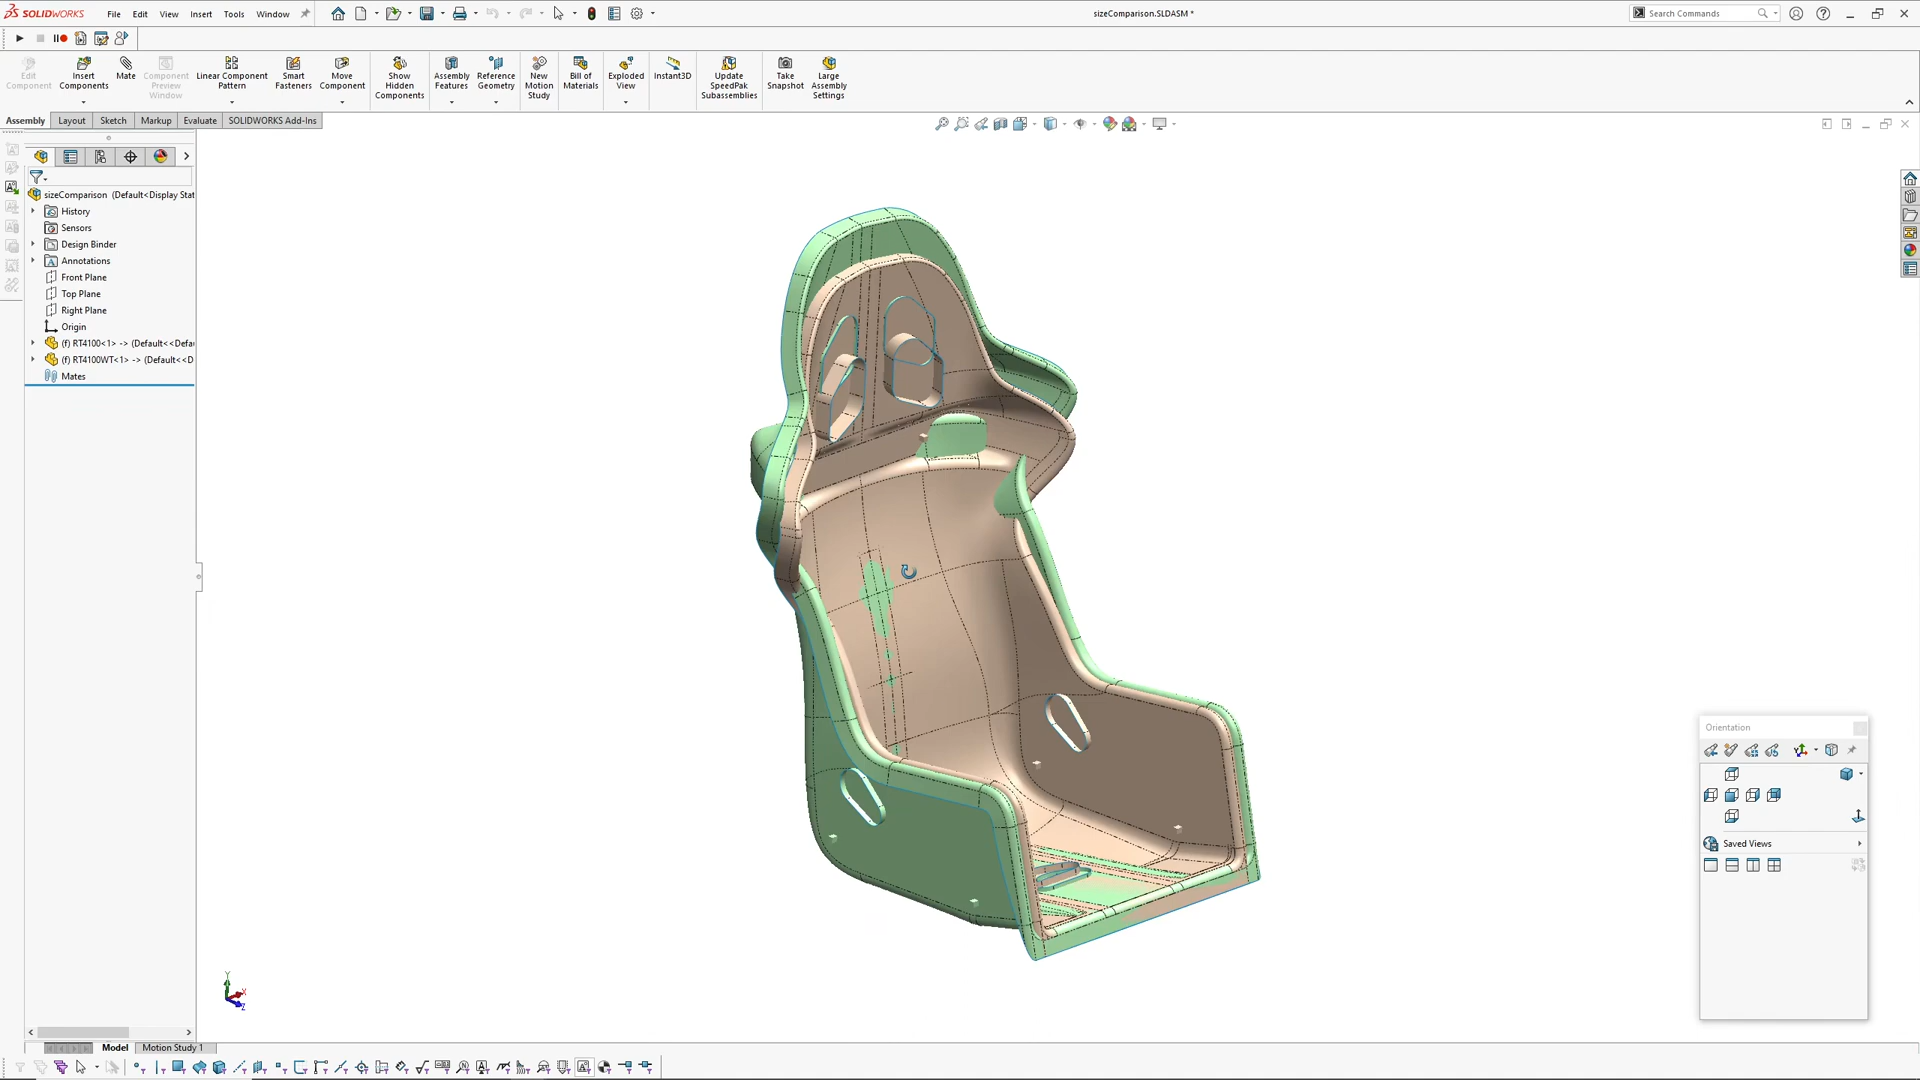 SOLIDWORKS
File Edit View Insert Tools Window
sizeComparison.SLDASM *
Search Commands
Edit Component
Insert Components
Mate
Component Preview Window
Linear Component Pattern
Smart Fasteners
Move Component
Show Hidden Components
Assembly Features
Reference Geometry
New Motion Study
Bill of Materials
Exploded View
Instant3D
Update SpeedPak Subassemblies
Take Snapshot
Large Assembly Settings
Assembly Layout Sketch Markup Evaluate SOLIDWORKS Add-Ins
sizeComparison (Default<Display Stat
History
Sensors
Design Binder
Annotations
Front Plane
Top Plane
Right Plane
Origin
(f) RT4100<1> -> (Default<<Defau
(f) RT4100WT<1> -> (Default<<D
Mates
Orientation
Saved Views
Y
X
Z
Model Motion Study 1